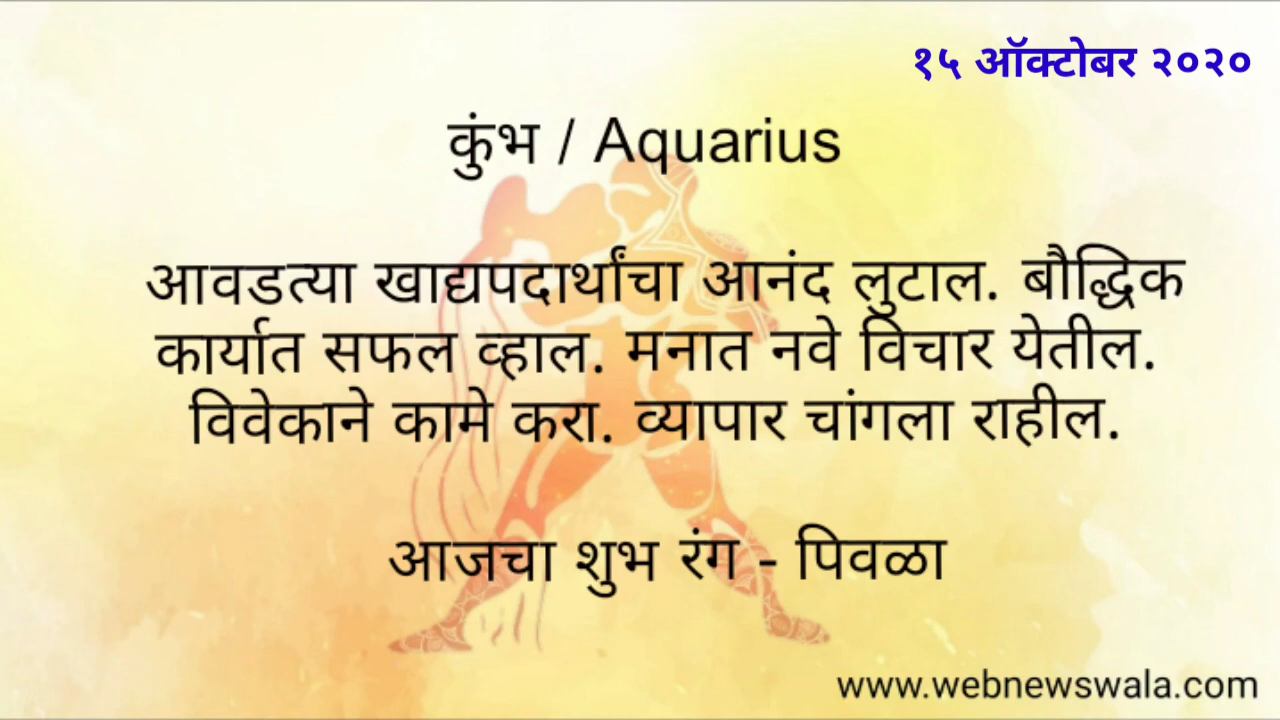 १५ ऑक्टोबर २०२०
कुंभ / Aquarius
आवडत्या खाद्यपदार्थांचा आनंद लुटाल. बौद्धिक
कार्यात सफल व्हाल. मनात नवे विचार येतील.
विवेकाने कामे करा. व्यापार चांगला राहील.
आजचा शुभ रंग - पिवळा
www.webnewswala.com